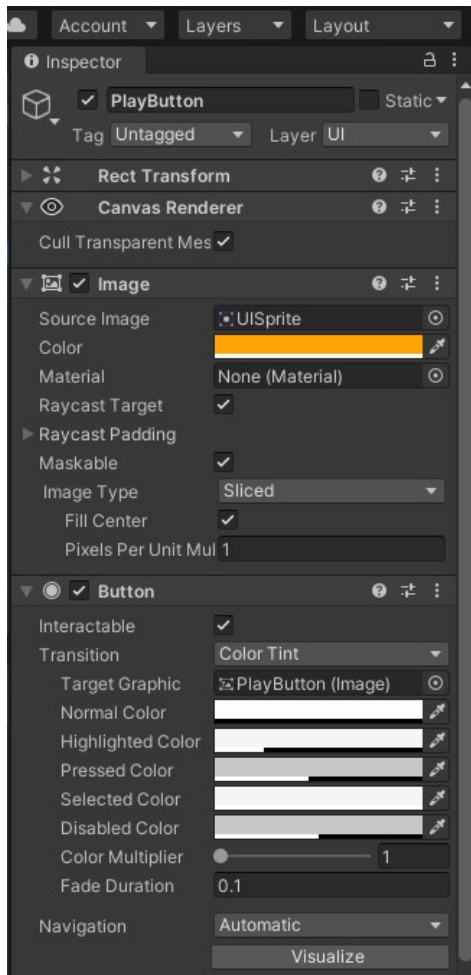 Account Layers Layout
Inspector
PlayButton Static
Tag Untagged Layer UI
Rect Transform
Canvas Renderer
Cull Transparent Mes
Image
Source Image UISprite
Color
Material None (Material)
Raycast Target
Raycast Padding
Maskable
Image Type Sliced
Fill Center
Pixels Per Unit Mul 1
Button
Interactable
Transition Color Tint
Target Graphic PlayButton (Image)
Normal Color
Highlighted Color
Pressed Color
Selected Color
Disabled Color
Color Multiplier 1
Fade Duration 0.1
Navigation Automatic
Visualize